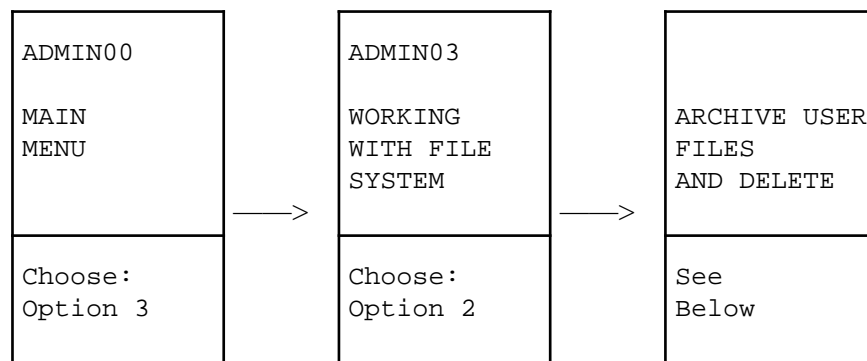 ADMIN00
MAIN
MENU
Choose:
Option 3
ADMIN03
WORKING
WITH FILE
SYSTEM
Choose:
Option 2
ARCHIVE USER
FILES
AND DELETE
See
Below